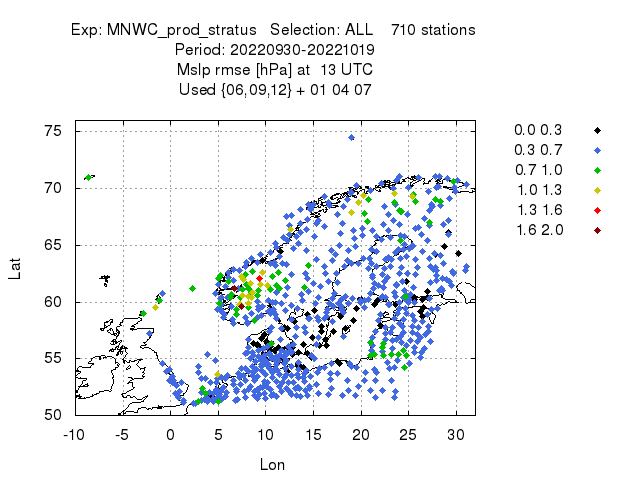 Exp: MNWC_prod_stratus   Selection: ALL    710 stations
Period: 20220930-20221019
Mslp rmse [hPa] at  13 UTC
Used {06,09,12} + 01 04 07
0.0 0.3
0.3 0.7
0.7 1.0
1.0 1.3
1.3 1.6
1.6 2.0
75
70
65
60
55
50
Lat
-10 -5 0 5 10 15 20 25 30
Lon